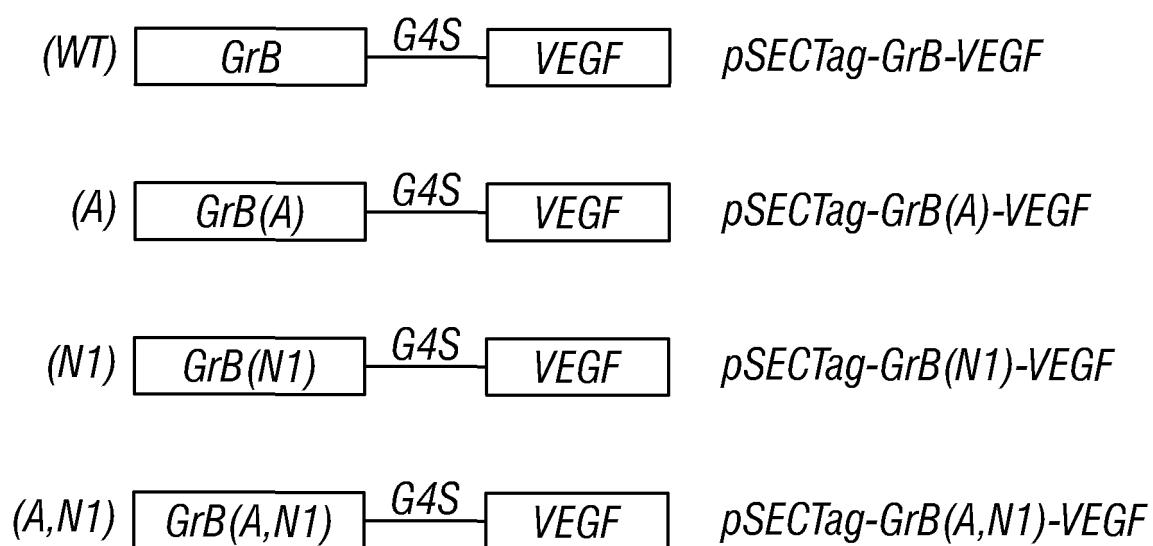 (WT) GrB G4S VEGF pSECTag-GrB-VEGF
(A) GrB(A) G4S VEGF pSECTag-GrB(A)-VEGF
(N1) GrB(N1) G4S VEGF pSECTag-GrB(N1)-VEGF
(A,N1) GrB(A,N1) G4S VEGF pSECTag-GrB(A,N1)-VEGF